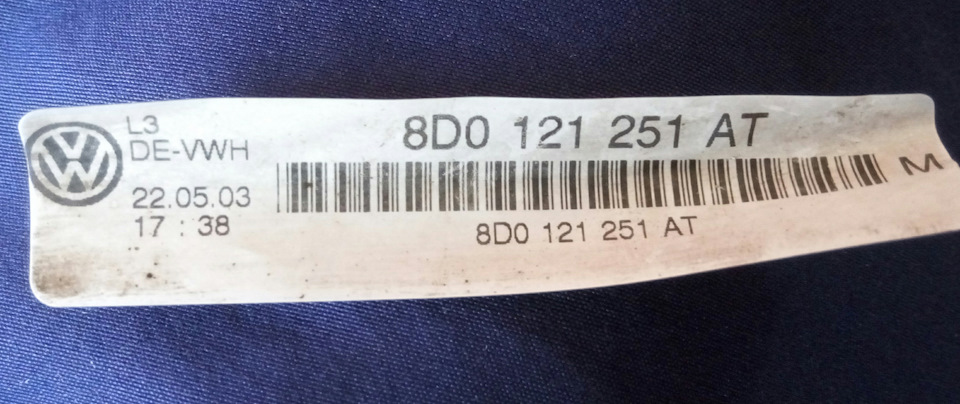 L3
DE-VWH
22.05.03
17 : 38
8D0 121 251 AT
8D0 121 251 AT
M